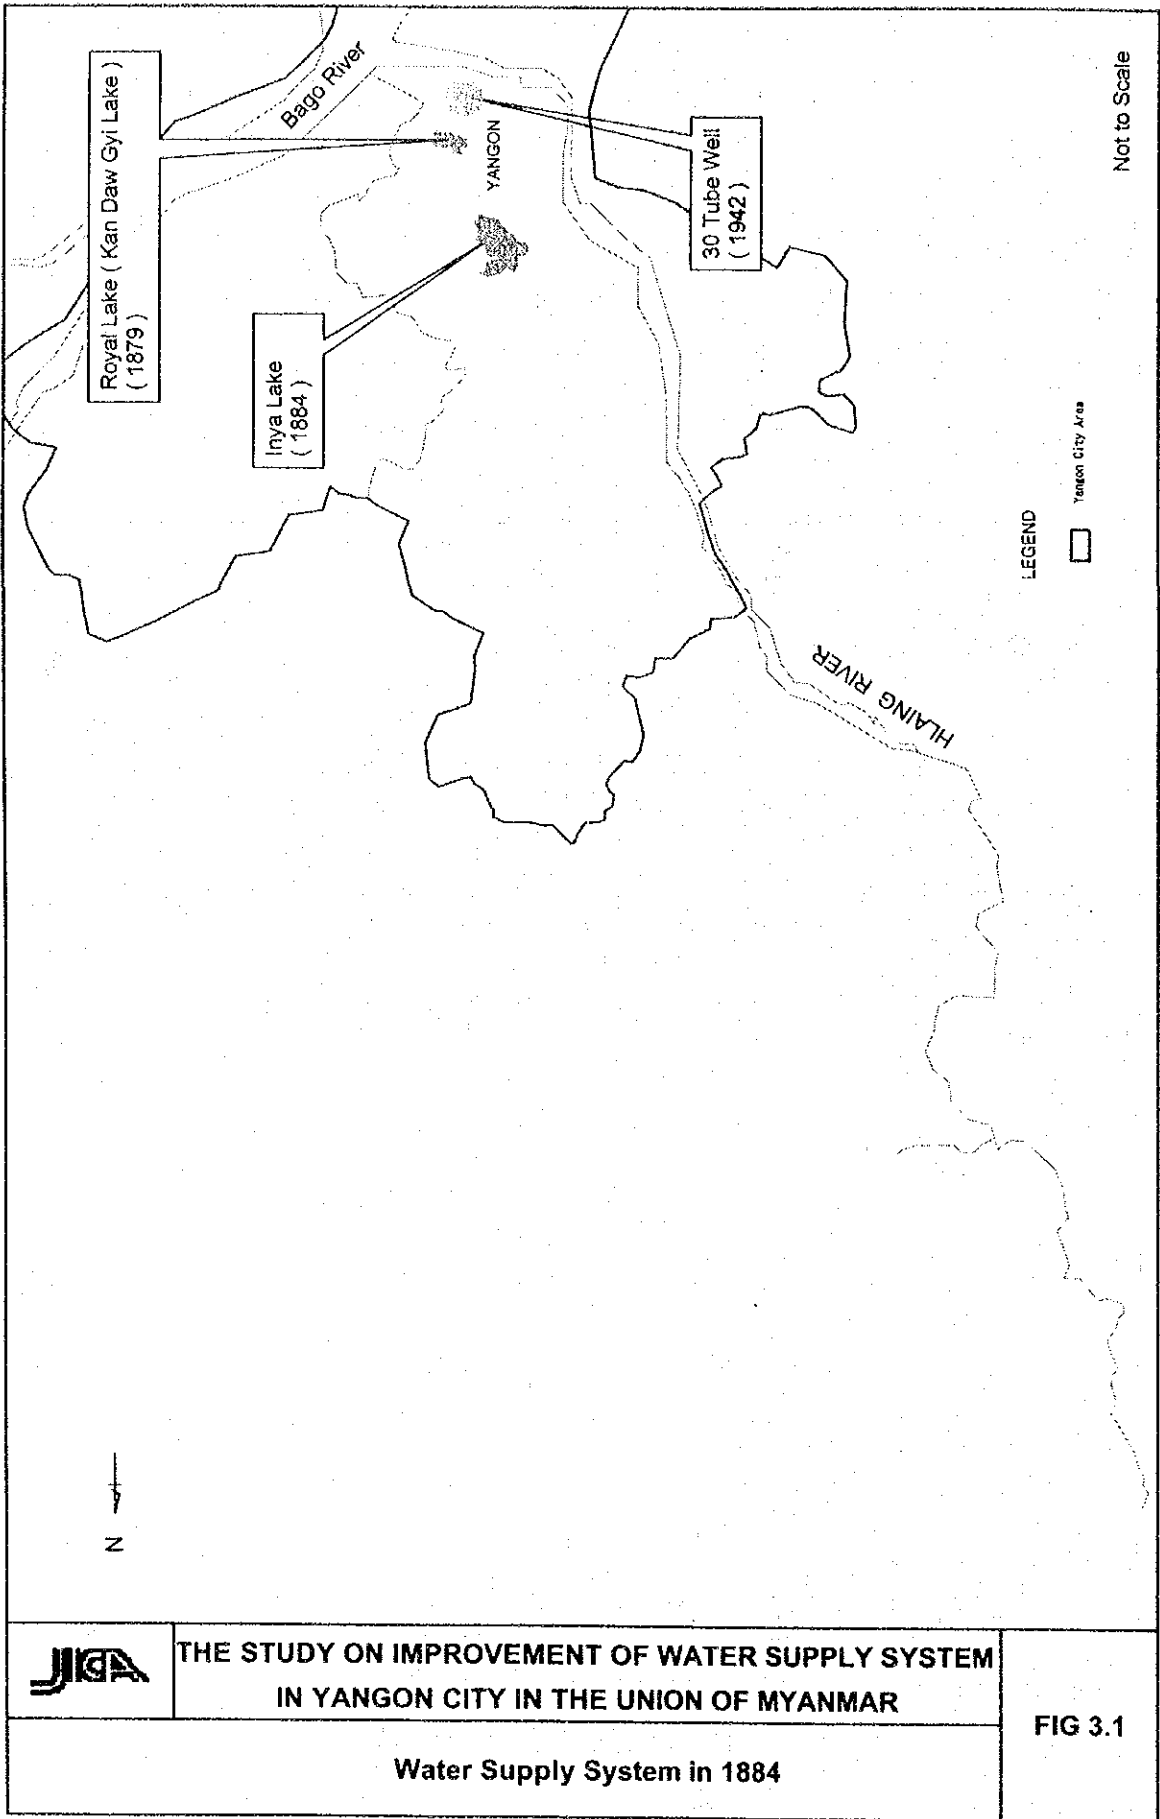 Royal Lake ( Kan Daw Gyi Lake )
( 1879 )
Bago River
Inya Lake
( 1884 )
YANGON
30 Tube Well
( 1942 )
HLAING RIVER
LEGEND
Yangon City Area
Not to Scale
N
JICA
THE STUDY ON IMPROVEMENT OF WATER SUPPLY SYSTEM
IN YANGON CITY IN THE UNION OF MYANMAR
Water Supply System in 1884
FIG 3.1